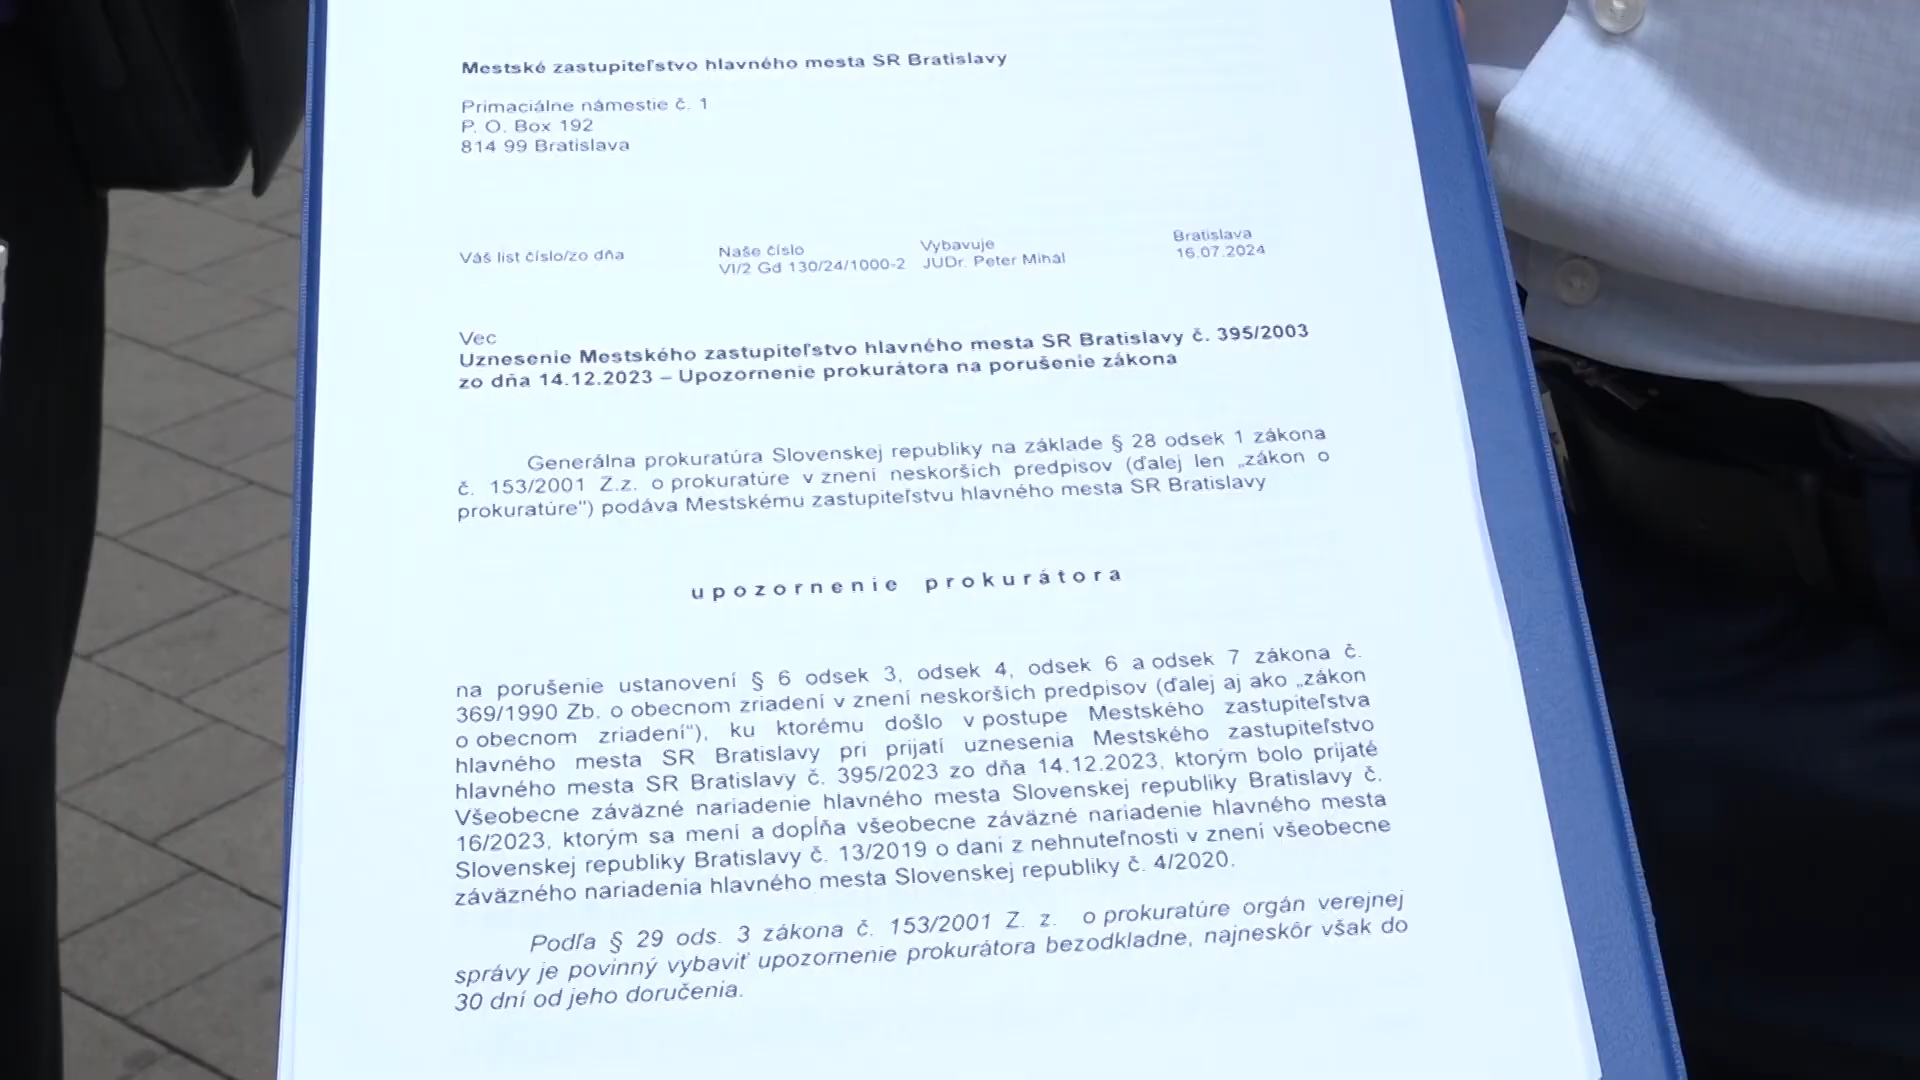 Mestské zastupiteľstvo hlavného mesta SR Bratislavy
Primaciálne námestie č. 1
P. O. Box 192
814 99 Bratislava
Váš list číslo/zo dňa
Naše číslo
VI/2 Gd 130/24/1000-2
Vybavuje
JUDr. Peter Mihál
Bratislava
16.07.2024
Vec
Uznesenie Mestského zastupiteľstvo hlavného mesta SR Bratislavy č. 395/2003
zo dňa 14.12.2023 – Upozornenie prokurátora na porušenie zákona
Generálna prokuratúra Slovenskej republiky na základe § 28 odsek 1 zákona
č. 153/2001 Z.z. o prokuratúre v znení neskorších predpisov (ďalej len „zákon o
prokuratúre") podáva Mestskému zastupiteľstvu hlavného mesta SR Bratislavy
upozornenie prokurátora
na porušenie ustanovení § 6 odsek 3, odsek 4, odsek 6 a odsek 7 zákona č.
369/1990 Zb. o obecnom zriadení v znení neskorších predpisov (ďalej aj ako „zákon
o obecnom zriadení"), ku ktorému došlo v postupe Mestského zastupiteľstva
hlavného mesta SR Bratislavy pri prijatí uznesenia Mestského zastupiteľstvo
hlavného mesta SR Bratislavy č. 395/2023 zo dňa 14.12.2023, ktorým bolo prijaté
Všeobecne záväzné nariadenie hlavného mesta Slovenskej republiky Bratislavy č.
16/2023, ktorým sa mení a dopĺňa všeobecne záväzné nariadenie hlavného mesta
Slovenskej republiky Bratislavy č. 13/2019 o dani z nehnuteľnosti v znení všeobecne
záväzného nariadenia hlavného mesta Slovenskej republiky č. 4/2020.
Podľa § 29 ods. 3 zákona č. 153/2001 Z. z. o prokuratúre orgán verejnej
správy je povinný vybaviť upozornenie prokurátora bezodkladne, najneskôr však do
30 dní od jeho doručenia.